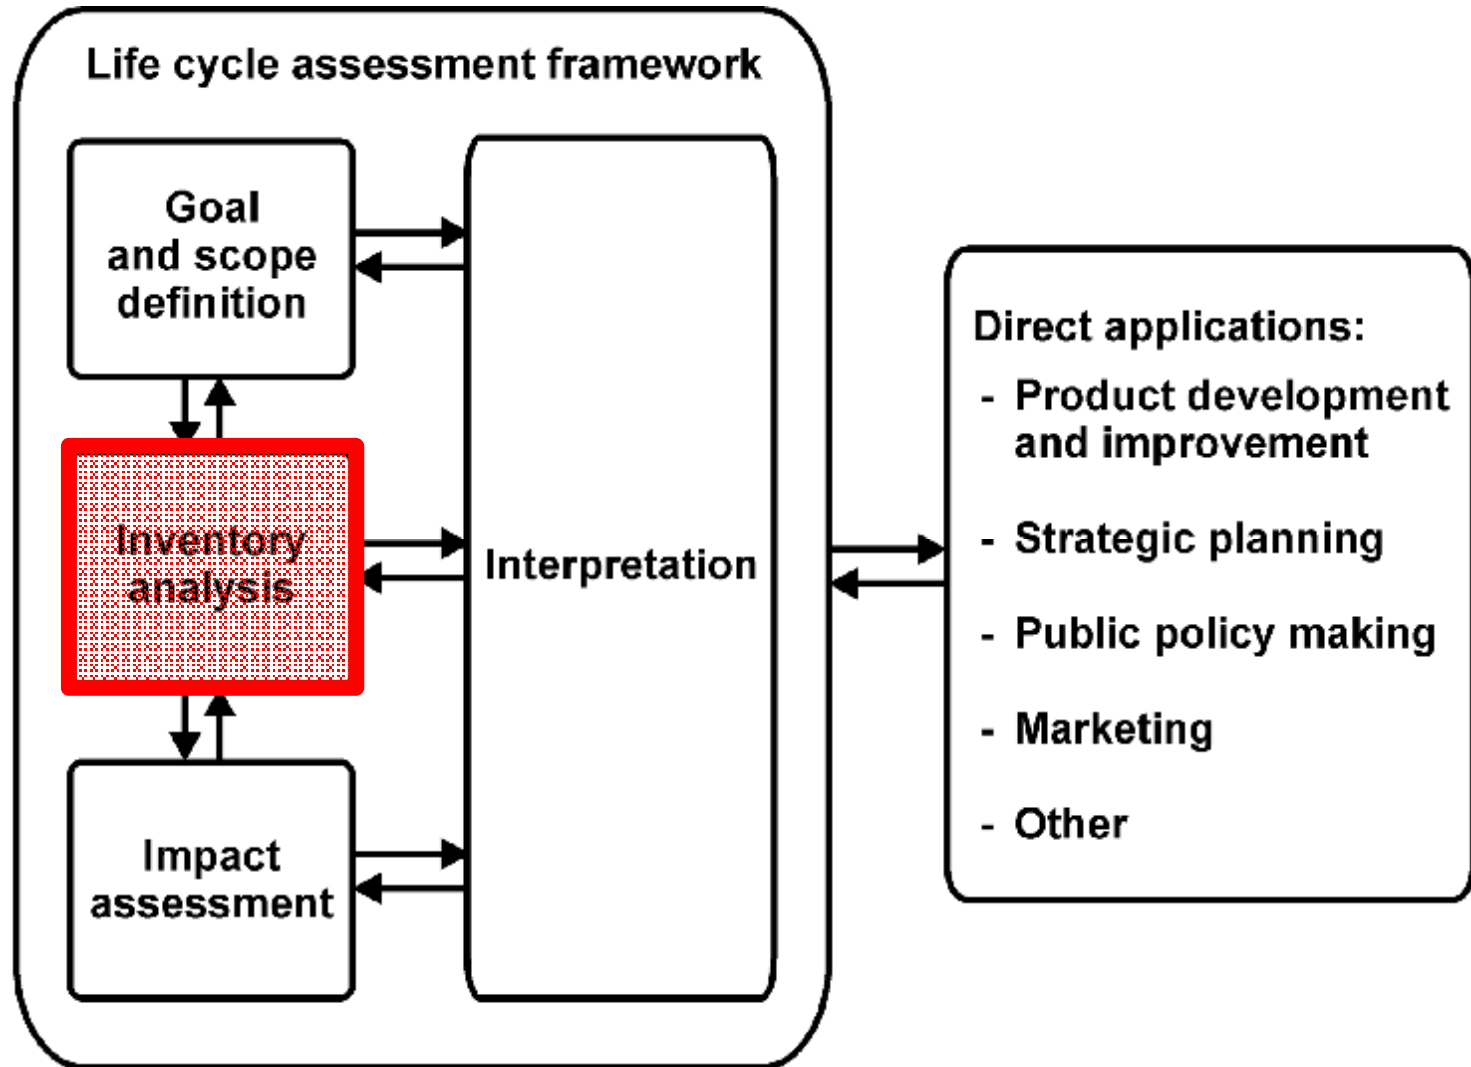 Life cycle assessment framework
Goal
and scope
definition
Inventory
analysis
Impact
assessment
Interpretation
Direct applications:
- Product development
and improvement
- Strategic planning
- Public policy making
- Marketing
- Other